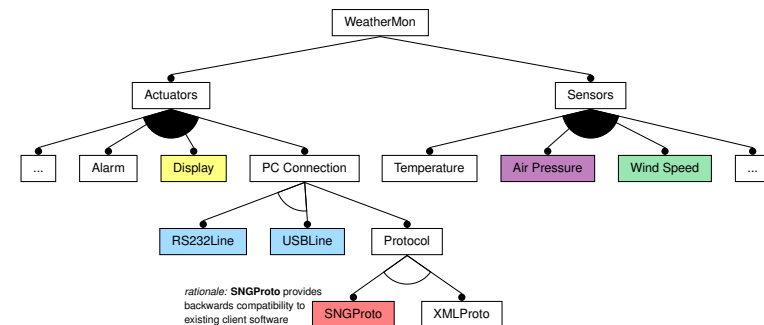 WeatherMon
Actuators
Sensors
...
Alarm
Display
PC Connection
Temperature
Air Pressure
Wind Speed
...
RS232Line
USBLine
Protocol
rationale: SNGProto provides
backwards compatibility to
existing client software
SNGProto
XMLProto